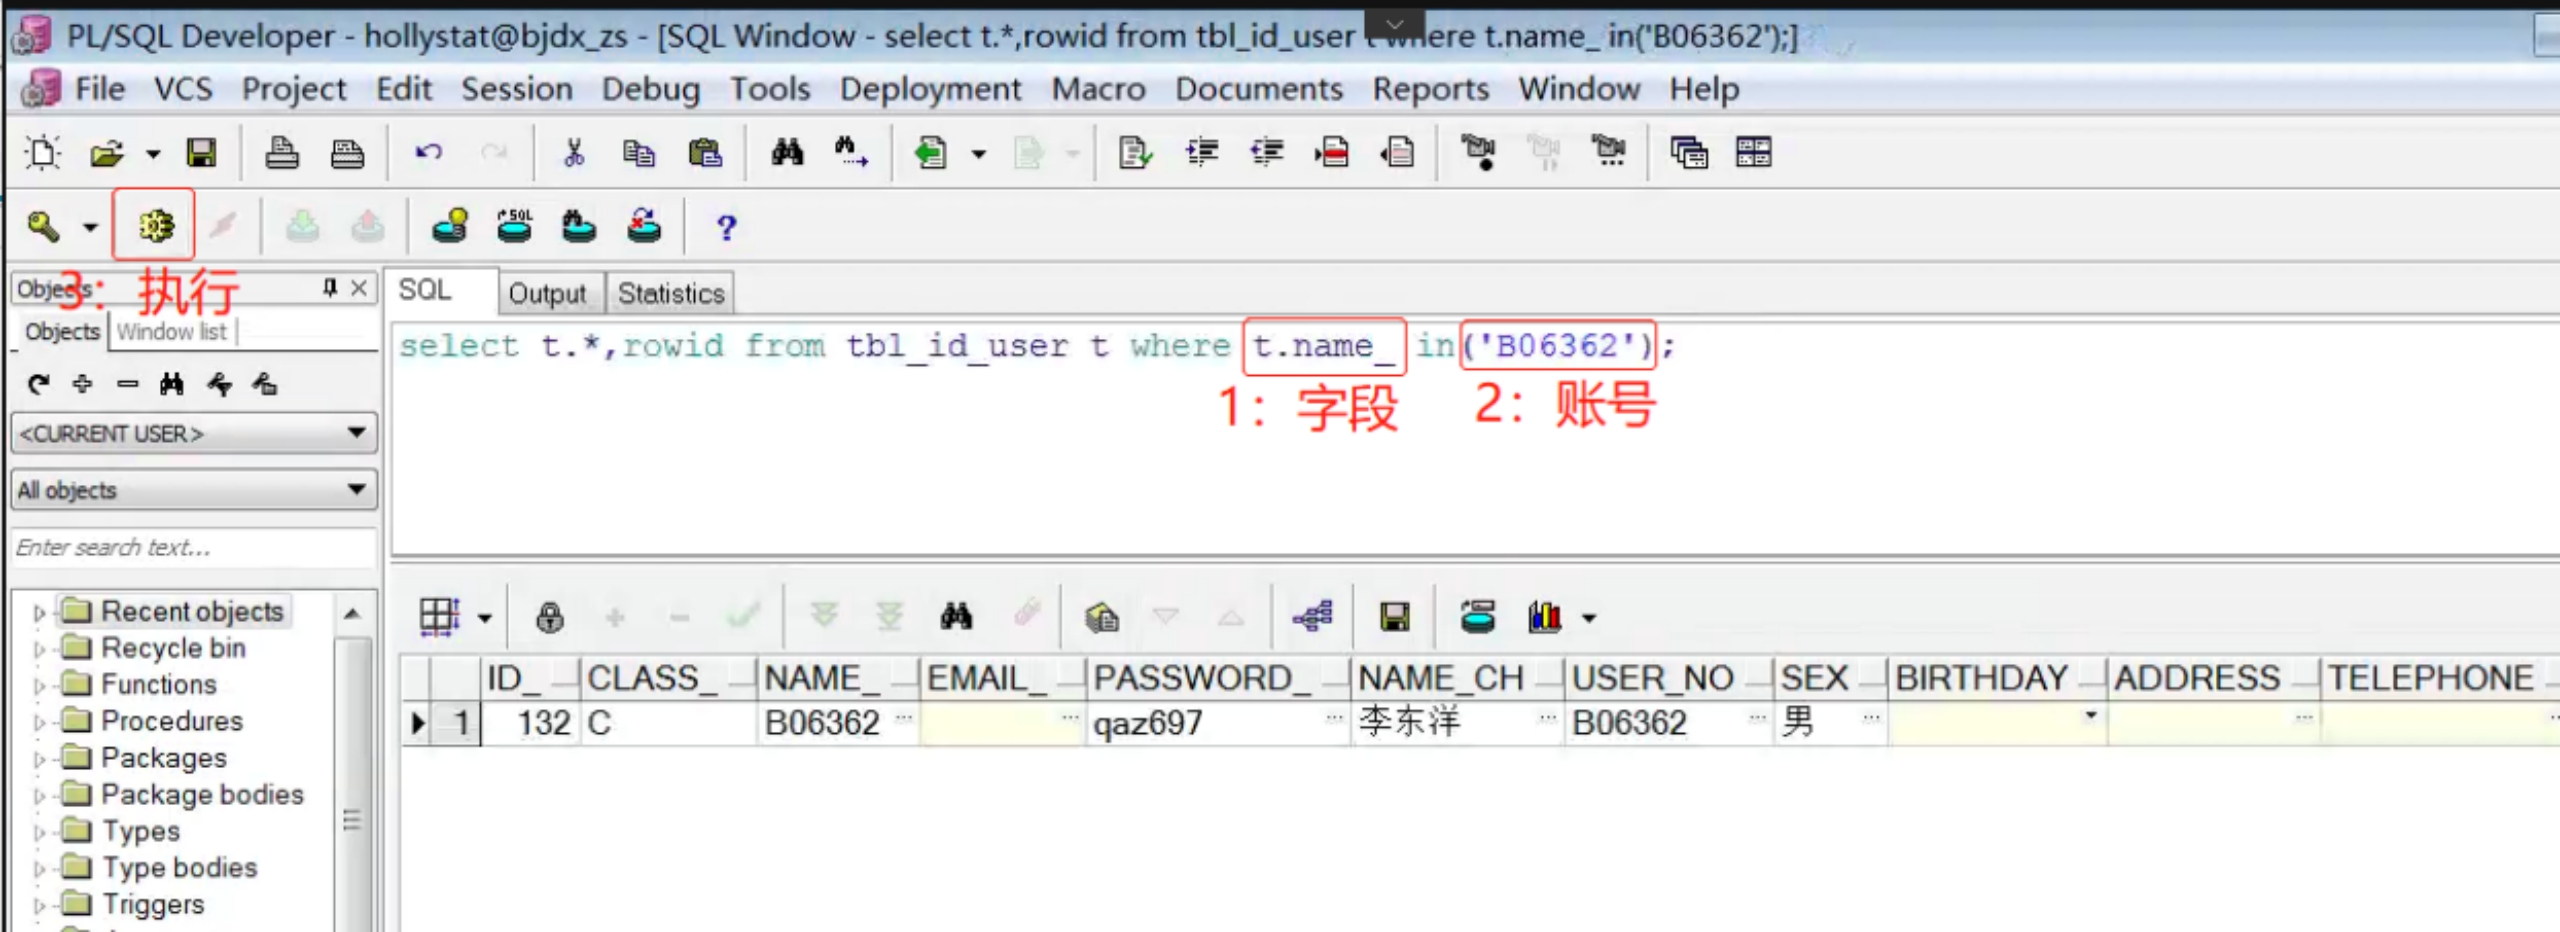 PL/SQL Developer - hollystat@bjdx_zs - [SQL Window - select t.*,rowid from tbl_id_user t where t.name_ in('B06362');]
File VCS Project Edit Session Debug Tools Deployment Macro Documents Reports Window Help
SQL
?
3：执行
Objects
Objects Window list
SQL Output Statistics
select t.*,rowid from tbl_id_user t where t.name_ in('B06362');
1：字段 2：账号
<CURRENT USER>
All objects
Enter search text...
Recent objects
Recycle bin
Functions
Procedures
Packages
Package bodies
Types
Type bodies
Triggers
ID_ CLASS_ NAME_ EMAIL_ PASSWORD_ NAME_CH USER_NO SEX BIRTHDAY ADDRESS TELEPHONE
1 132 C B06362 ... qaz697 ... 李东洋 ... B06362 ... 男 ...